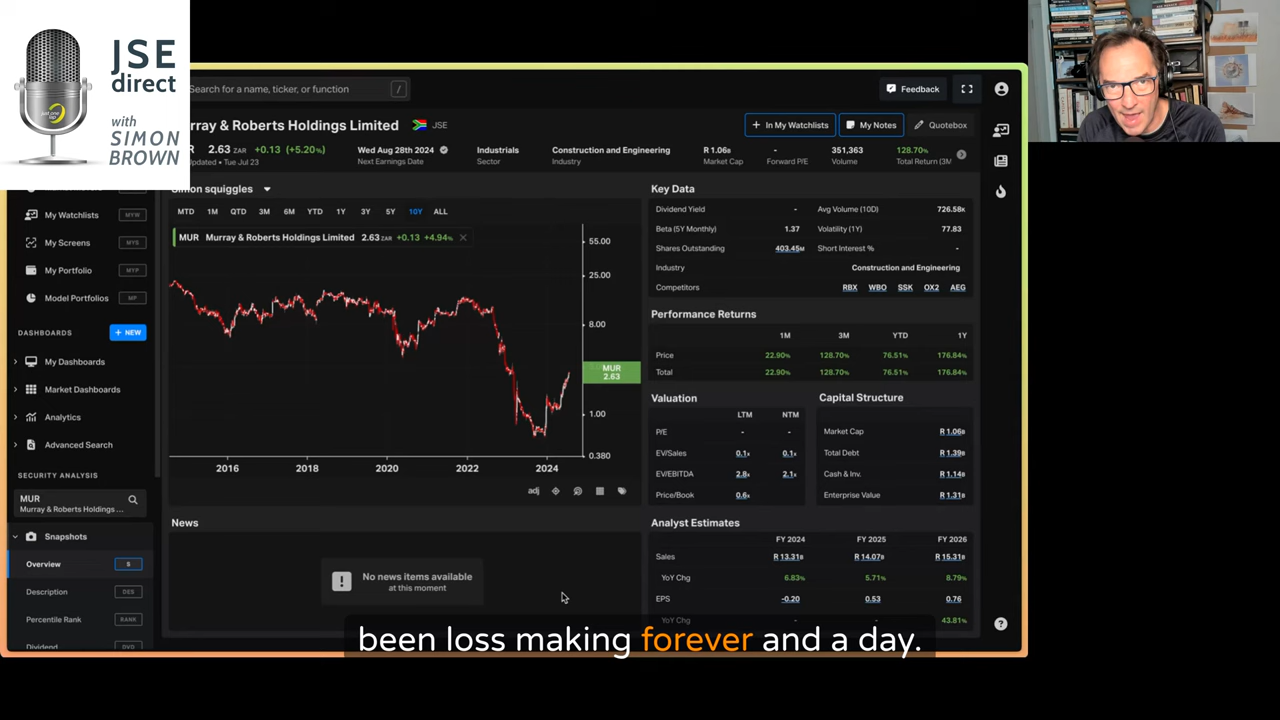 JSE
direct
with
SIMON
BROWN
just one lap
Search for a name, ticker, or function /
Feedback
rray & Roberts Holdings Limited JSE
+ In My Watchlists My Notes Quotebox
2.63 ZAR +0.13 (+5.20%) Wed Aug 28th 2024 Industrials Construction and Engineering R 1.06B - 351,363 128.70%
pdated • Tue Jul 23 Next Earnings Date Sector Industry Market Cap Forward P/E Volume Total Return (3M
Simon squiggles
MTD 1M QTD 3M 6M YTD 1Y 3Y 5Y 10Y ALL
MUR Murray & Roberts Holdings Limited 2.63 ZAR +0.13 +4.94% ×
55.00
25.00
8.00
MUR
2.63
1.00
0.380
2016 2018 2020 2022 2024
adj
My Watchlists MYW
My Screens MYS
My Portfolio MYP
Model Portfolios MP
DASHBOARDS + NEW
My Dashboards
Market Dashboards
Analytics
Advanced Search
SECURITY ANALYSIS
MUR
Murray & Roberts Holdings ...
Snapshots
Overview S
Description DES
Percentile Rank RANK
Dividend DVD
News
No news items available
at this moment
Key Data
Dividend Yield - Avg Volume (10D) 726.58K
Beta (5Y Monthly) 1.37 Volatility (1Y) 77.83
Shares Outstanding 403.45M Short Interest % -
Industry Construction and Engineering
Competitors RBX WBO SSK OX2 AEG
Performance Returns
1M 3M YTD 1Y
Price 22.90% 128.70% 76.51% 176.84%
Total 22.90% 128.70% 76.51% 176.84%
Valuation
LTM NTM
P/E - -
EV/Sales 0.1x 0.1x
EV/EBITDA 2.8x 2.1x
Price/Book 0.6x
Capital Structure
Market Cap R 1.06B
Total Debt R 1.39B
Cash & Inv. R 1.14B
Enterprise Value R 1.31B
Analyst Estimates
FY 2024 FY 2025 FY 2026
Sales R 13.31B R 14.07B R 15.31B
YoY Chg 6.83% 5.71% 8.79%
EPS -0.20 0.53 0.76
YoY Chg - - 43.81%
been loss making forever and a day.